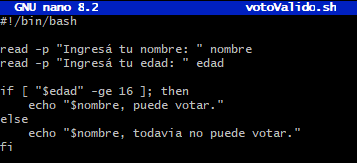 GNU nano 8.2 votoValido.sh
#!/bin/bash
read -p "Ingresá tu nombre: " nombre
read -p "Ingresá tu edad: " edad
if [ "$edad" -ge 16 ]; then
echo "$nombre, puede votar."
else
echo "$nombre, todavia no puede votar."
fi